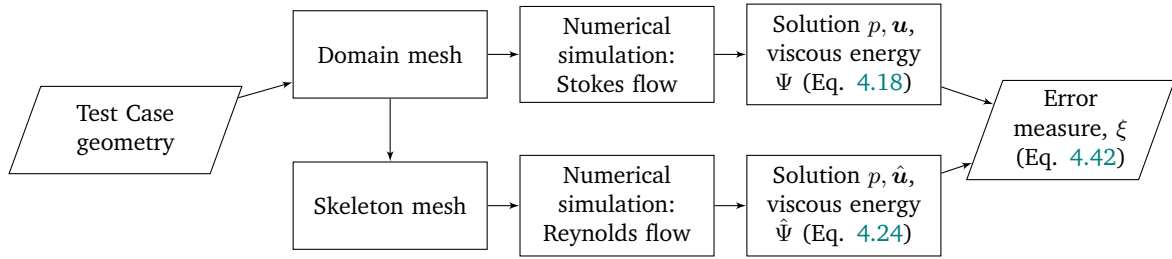 Test Case
geometry
Domain mesh
Numerical
simulation:
Stokes flow
Solution p, u,
viscous energy
Ψ (Eq. 4.18)
Skeleton mesh
Numerical
simulation:
Reynolds flow
Solution p, û,
viscous energy
Ψ̂ (Eq. 4.24)
Error
measure, ξ
(Eq. 4.42)